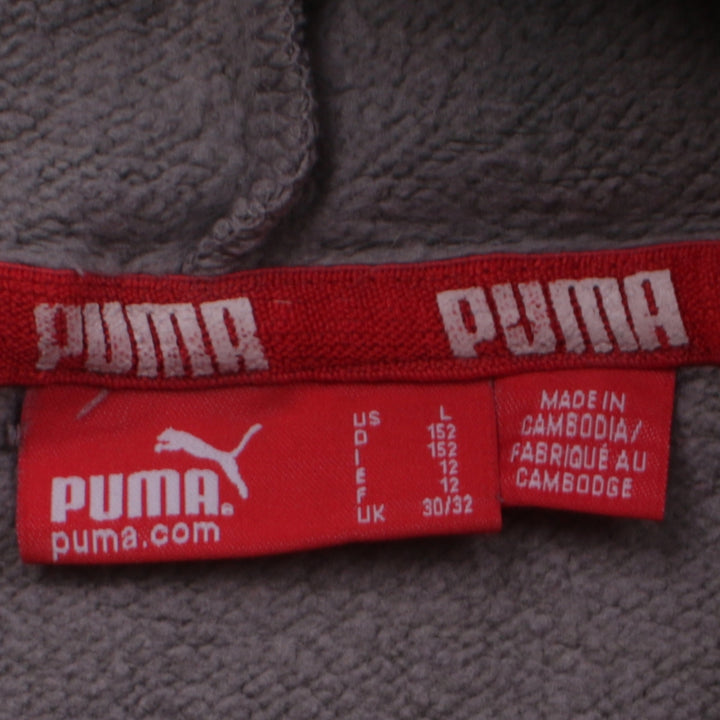 PUMA PUMA
PUMA®
puma.com
US L
D 152
I 152
E 12
F 12
UK 30/32
MADE IN
CAMBODIA/
FABRIQUÉ AU
CAMBODGE